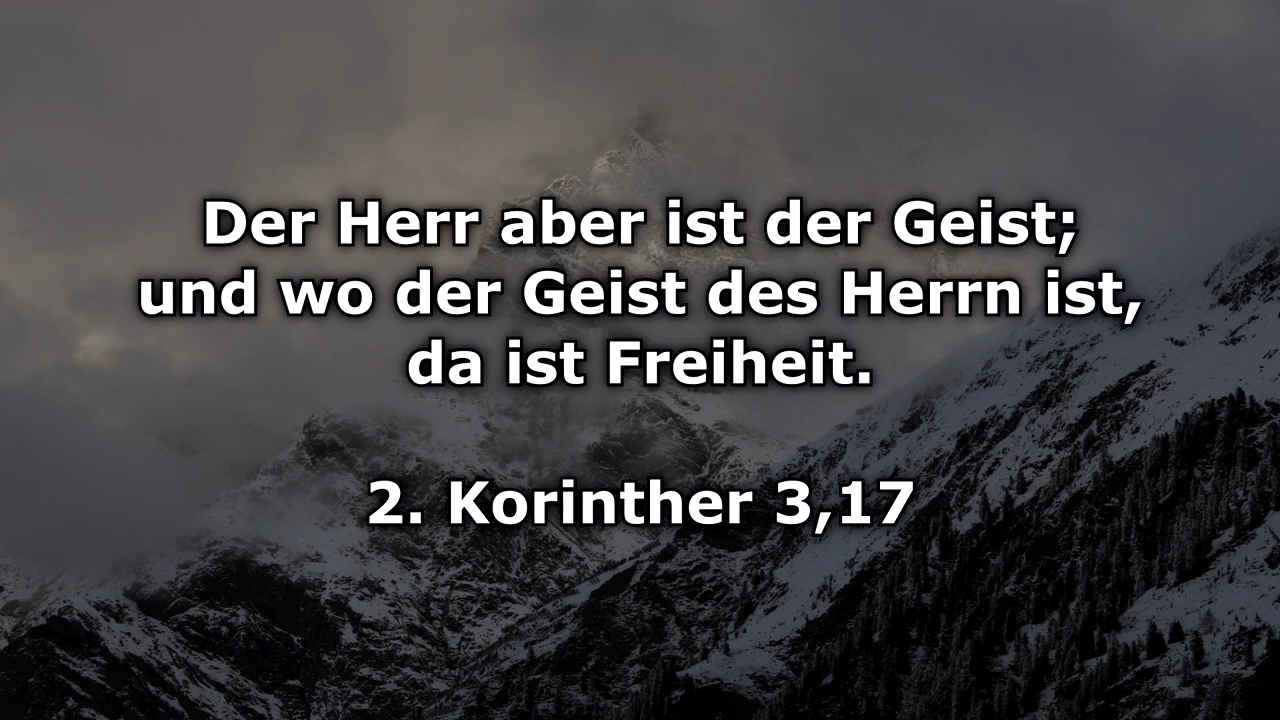 Der Herr aber ist der Geist;
und wo der Geist des Herrn ist,
da ist Freiheit.
2. Korinther 3,17